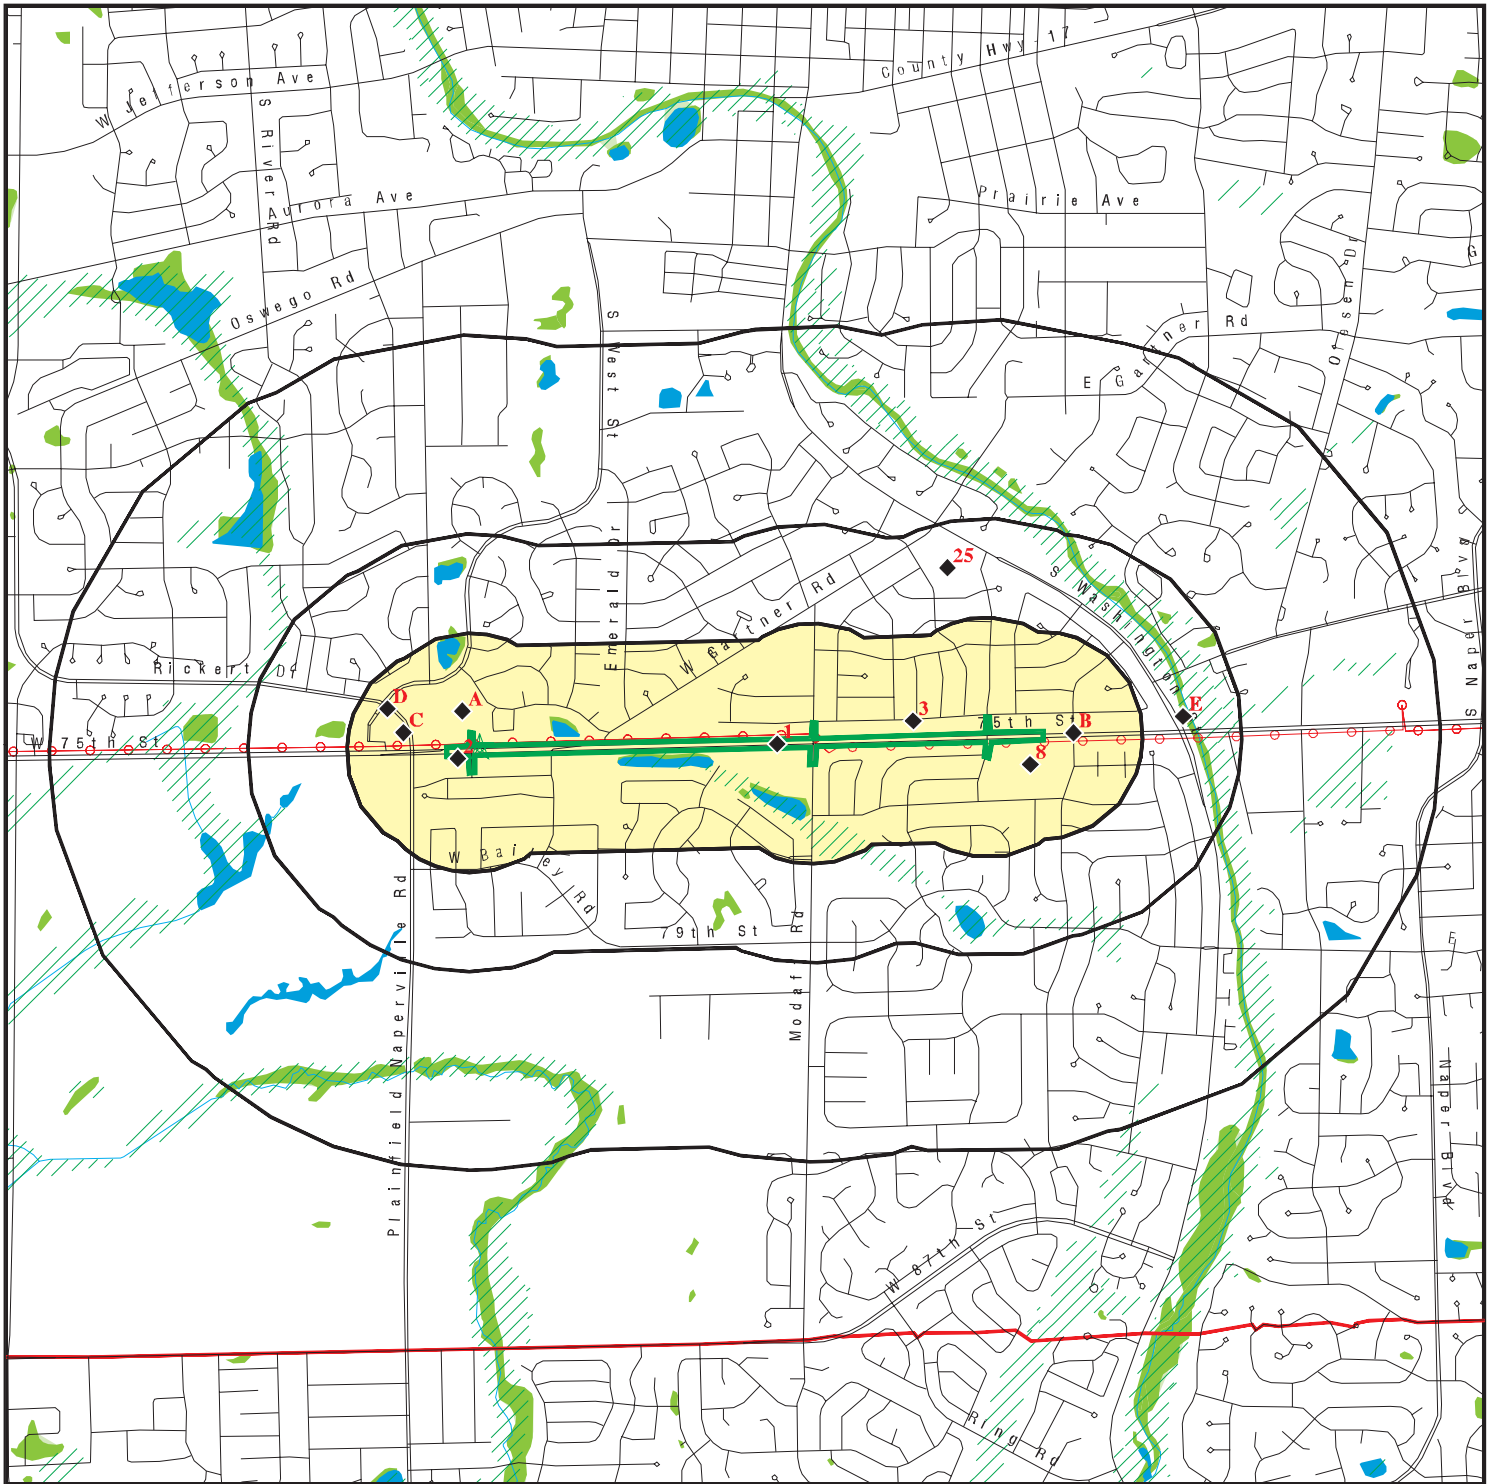 County Hwy 17
W Jefferson Ave
S River Rd
Aurora Ave
Prairie Ave
Olesen Dr
G
Oswego Rd
S West St
E Gartner Rd
25
S Washington
Emerald Dr
W Gartner Rd
S Naper Blvd
Rickert Dr
D
A
C
W 75th St
2
1
3
75th St
B
8
E
W Bailey Rd
79th St
Modaf Rd
Plainfield Naperville Rd
Naper Blvd
W 87th St
Ring Rd